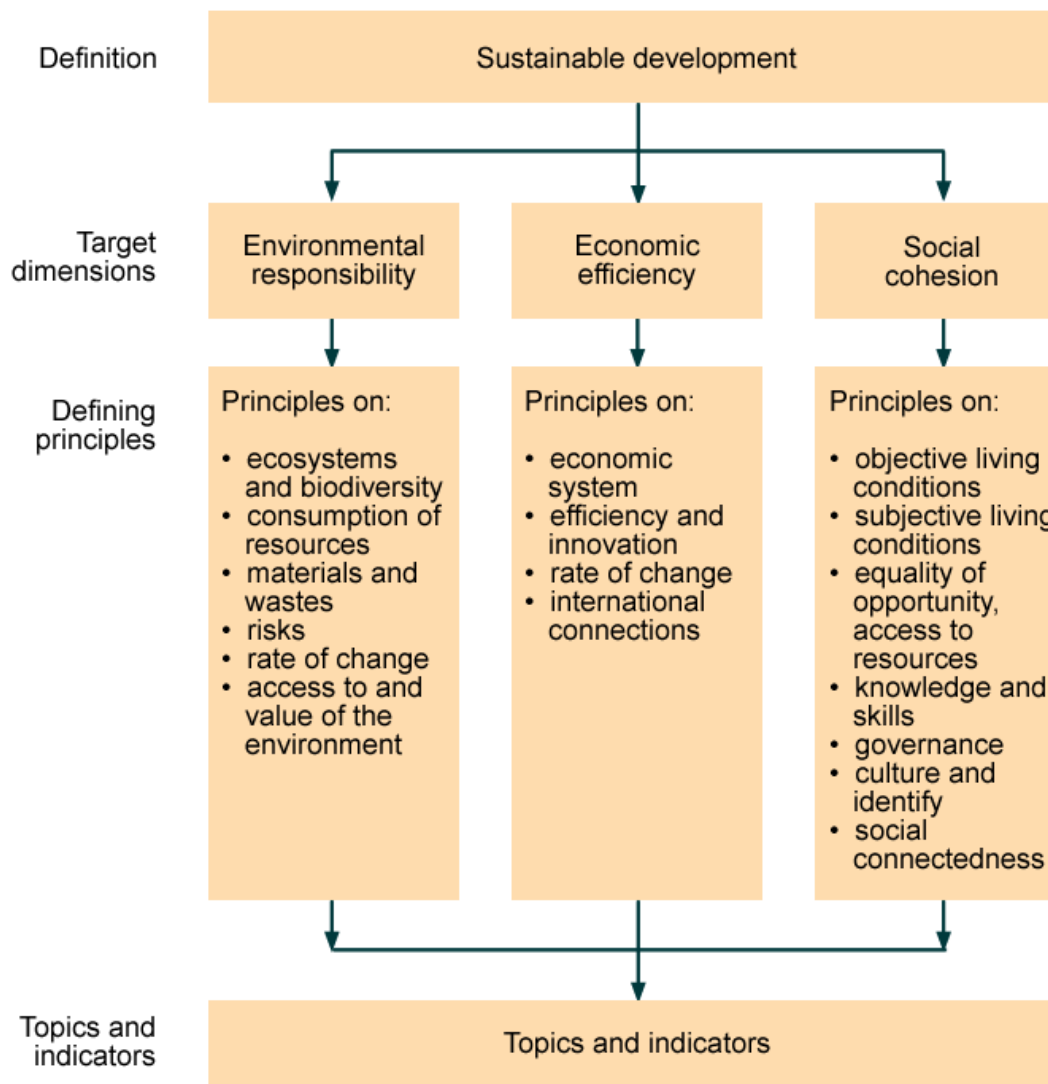 Definition
Sustainable development
Target
dimensions
Environmental
responsibility
Economic
efficiency
Social
cohesion
Defining
principles
Principles on:
• ecosystems
and biodiversity
• consumption of
resources
• materials and
wastes
• risks
• rate of change
• access to and
value of the
environment
Principles on:
• economic
system
• efficiency and
innovation
• rate of change
• international
connections
Principles on:
• objective living
conditions
• subjective living
conditions
• equality of
opportunity,
access to
resources
• knowledge and
skills
• governance
• culture and
identify
• social
connectedness
Topics and
indicators
Topics and indicators